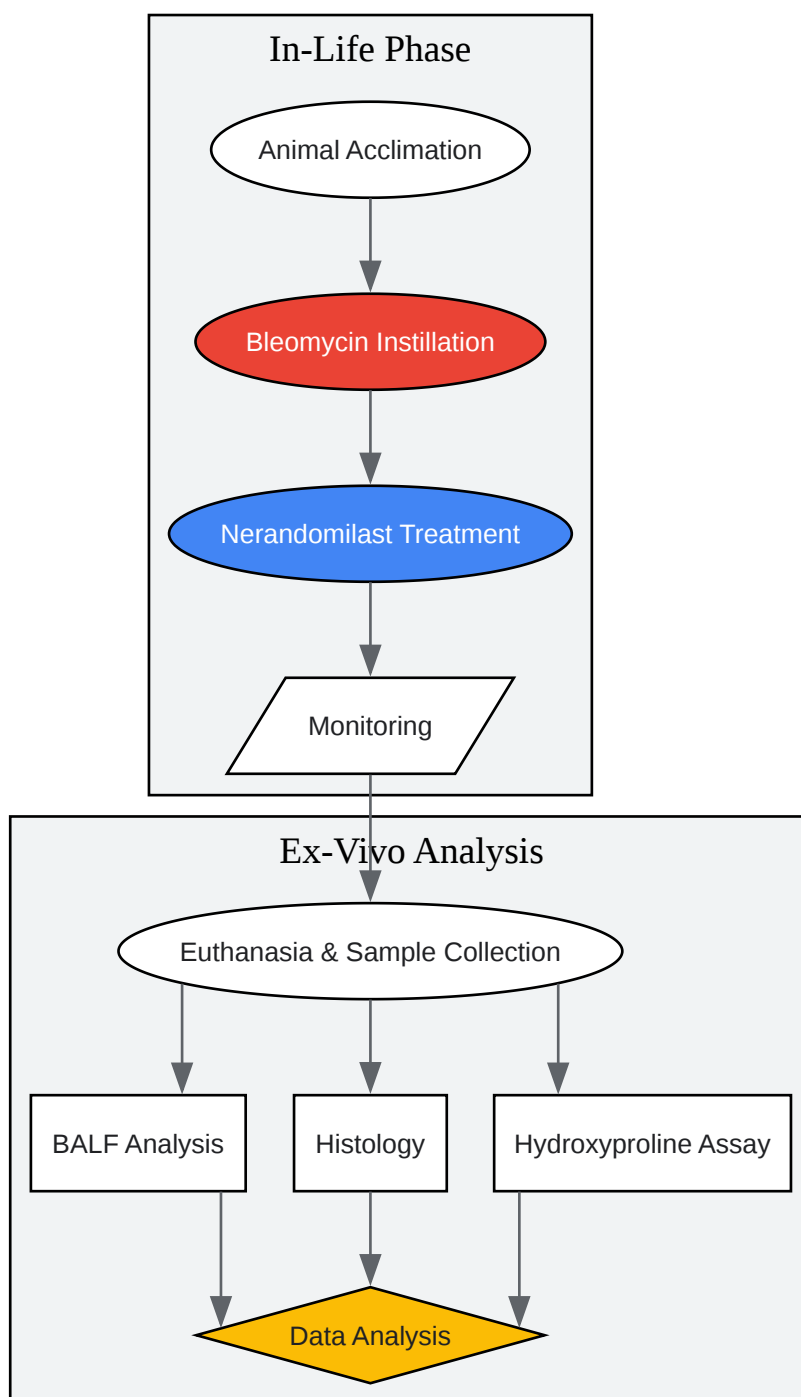 In-Life Phase
Animal Acclimation
Bleomycin Instillation
Nerandomilast Treatment
Monitoring
Ex-Vivo Analysis
Euthanasia & Sample Collection
BALF Analysis
Histology
Hydroxyproline Assay
Data Analysis